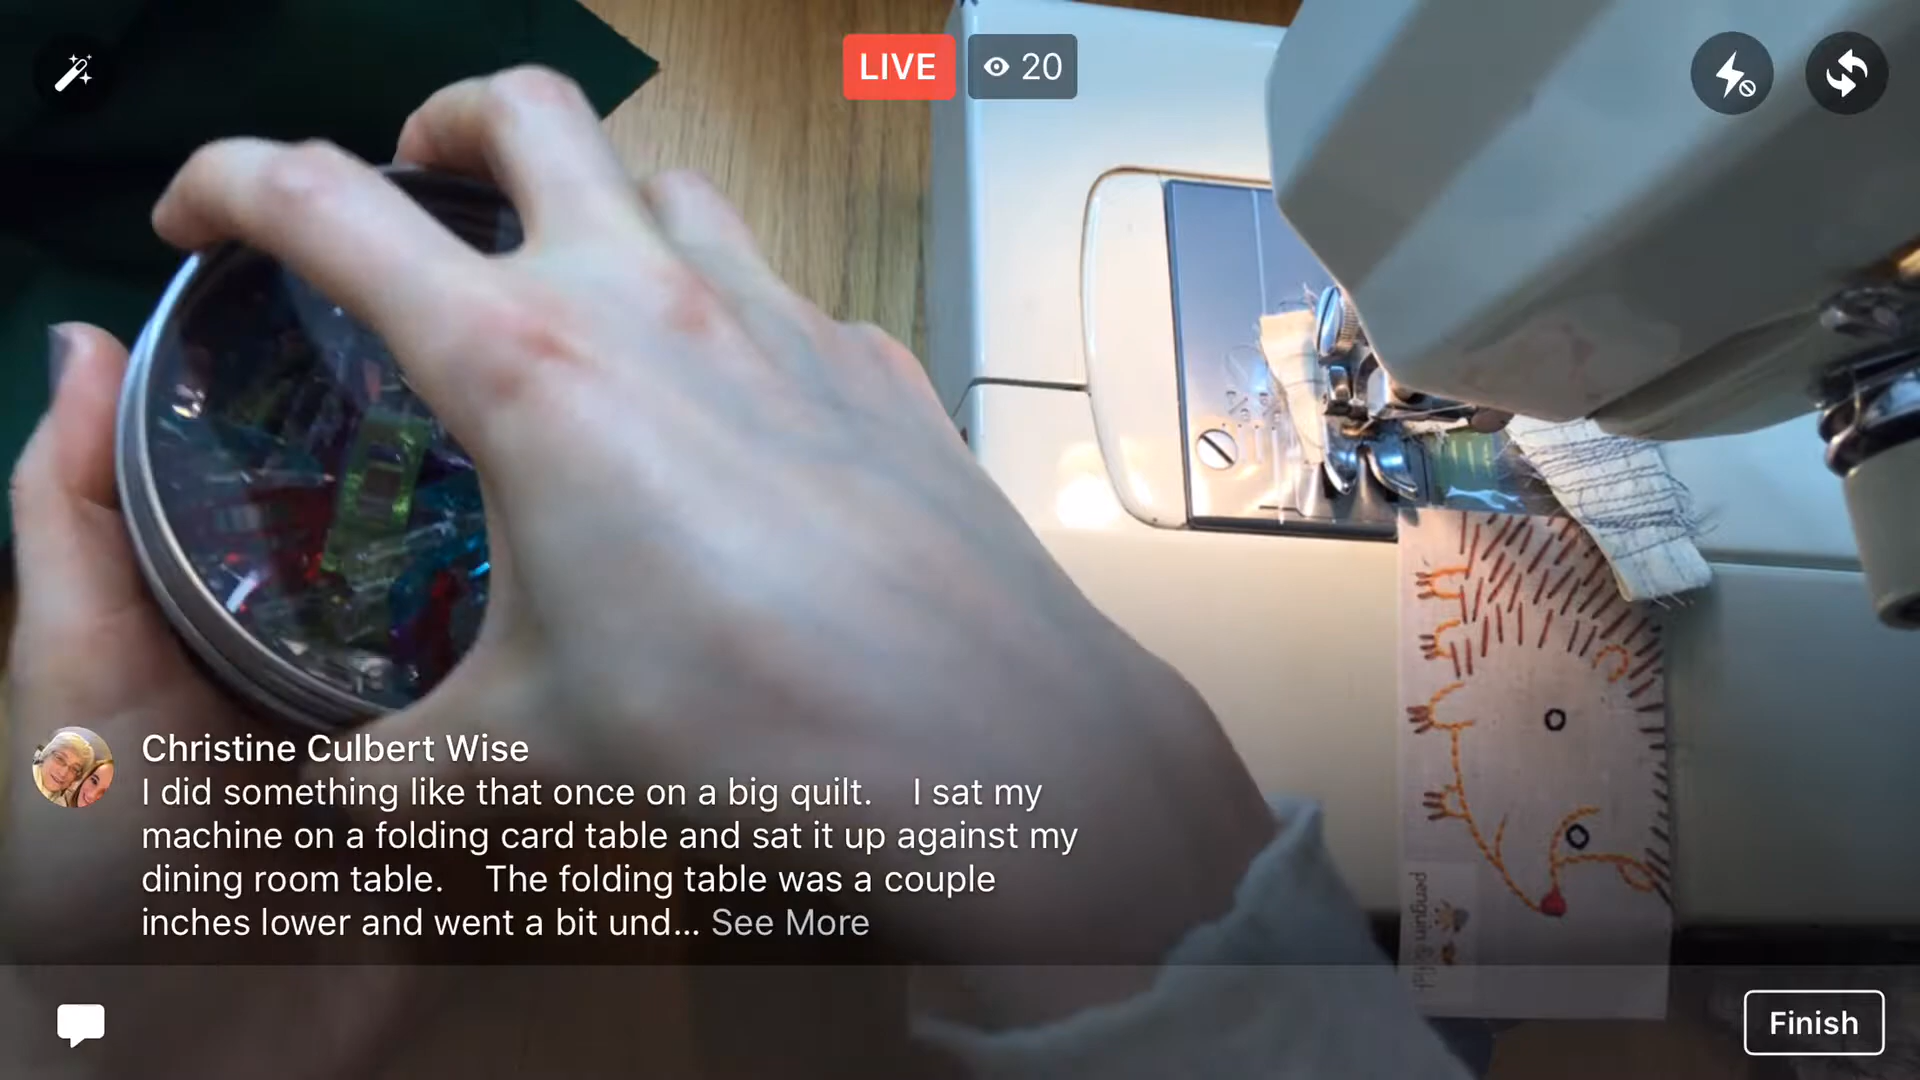 LIVE
20
Christine Culbert Wise
I did something like that once on a big quilt. I sat my
machine on a folding card table and sat it up against my
dining room table. The folding table was a couple
inches lower and went a bit und... See More
Finish
penguin & fish